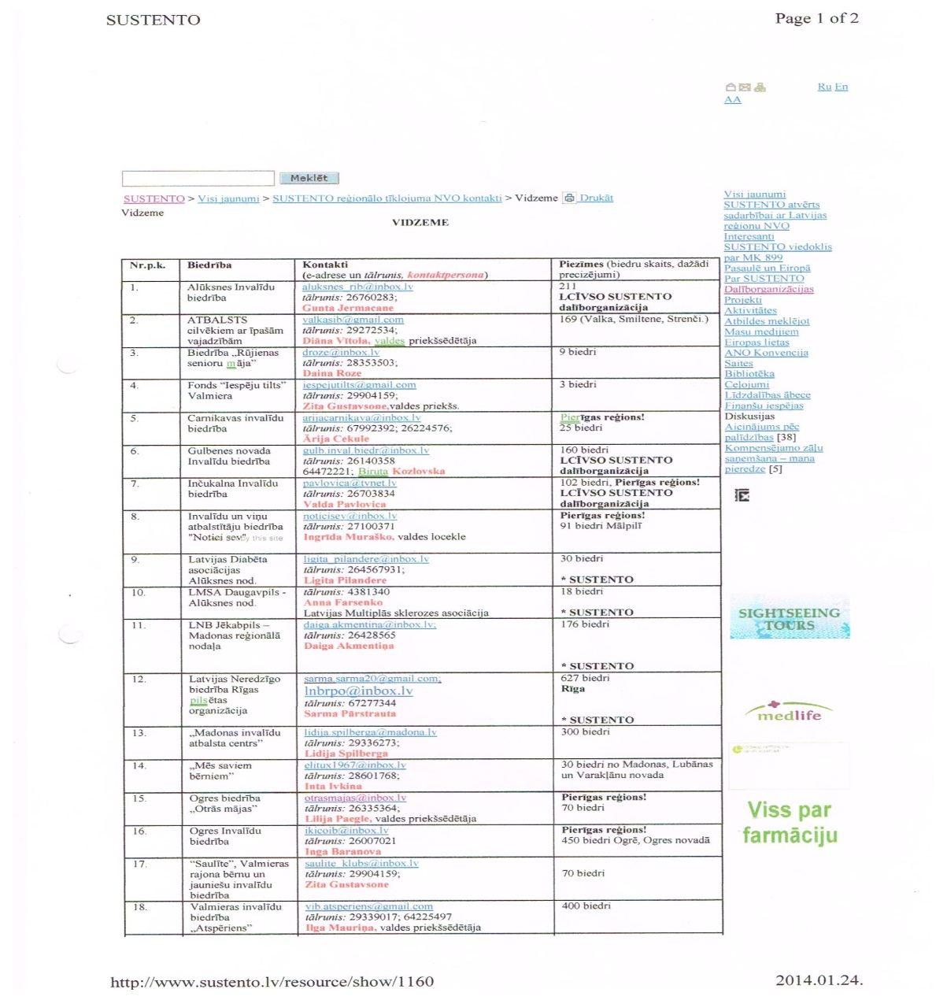 SUSTENTO
Page 1 of 2
Ru En
AA
Meklēt
SUSTENTO > Visi jaunumi > SUSTENTO reģionālo tīklojuma NVO kontakti > Vidzeme Drukāt
Vidzeme
VIDZEME
Nr.p.k. Biedrība Kontakti Piezīmes (biedru skaits, dažādi
(e-adrese un tālrunis, kontaktpersona) precizējumi)
1. Alūksnes Invalīdu aluksnes_rib@inbox.lv 211
biedrība tālrunis: 26760283; LCĪVSO SUSTENTO
Gunta Jermacane dalīborganizācija
2. ATBALSTS valkasib@gmail.com 169 (Valka, Smiltene, Strenči.)
cilvēkiem ar īpašām tālrunis: 29272534;
vajadzībām Diāna Vītola, valdes priekšsēdētāja
3. Biedrība „Rūjienas droze@inbox.lv 9 biedri
senioru māja” tālrunis: 28353503;
Daina Roze
4. Fonds “Iespēju tilts” iespejutilts@gmail.com 3 biedri
Valmiera tālrunis: 29904159;
Zita Gustavsone,valdes priekšs.
5. Carnikavas invalīdu arijacarnikava@inbox.lv Pierīgas reģions!
biedrība tālrunis: 67992392; 26224576; 25 biedri
Ārija Cekule
6. Gulbenes novada gulb.inval.biedr@inbox.lv 160 biedri
Invalīdu biedrība tālrunis: 26140358 LCĪVSO SUSTENTO
64472221; Biruta Kozlovska dalīborganizācija
7. Inčukalna Invalīdu pavlovica@tvnet.lv 102 biedri, Pierīgas reģions!
biedrība tālrunis: 26703834 LCĪVSO SUSTENTO
Valda Pavlovica dalīborganizācija
8. Invalīdu un viņu noticisev@inbox.lv Pierīgas reģions!
atbalstītāju biedrība tālrunis: 27100371 91 biedri Mālpilī
"Notici sev" by this site Ingrīda Muraško, valdes locekle
9. Latvijas Diabēta ligita_pilandere@inbox.lv 30 biedri
asociācijas tālrunis: 264567931;
Alūksnes nod. Ligita Pilandere * SUSTENTO
10. LMSA Daugavpils - tālrunis: 4381340 18 biedri
Alūksnes nod. Anna Farsenko
Latvijas Multiplās sklerozes asociācija * SUSTENTO
11. LNB Jēkabpils – daiga.akmentina@inbox.lv; 176 biedri
Madonas reģionālā tālrunis: 26428565
nodaļa Daiga Akmentiņa
* SUSTENTO
12. Latvijas Neredzīgo sarma.sarma20@gmail.com; 627 biedri
biedrība Rīgas lnbrpo@inbox.lv Rīga
pilsētas tālrunis: 67277344
organizācija Sarma Pārstrauta * SUSTENTO
13. „Madonas invalīdu lidija.spilberga@madona.lv 300 biedri
atbalsta centrs” tālrunis: 29336273;
Lidija Spilberga
14. „Mēs saviem elitux1967@inbox.lv 30 biedri no Madonas, Lubānas
bērniem” tālrunis: 28601768; un Varakļānu novada
Inta Ivkina
15. Ogres biedrība otrasmajas@inbox.lv Pierīgas reģions!
„Otrās mājas” tālrunis: 26335364; 70 biedri
Lilija Paegle, valdes priekšsēdētāja
16. Ogres Invalīdu ikicoib@inbox.lv Pierīgas reģions!
biedrība tālrunis: 26007021 450 biedri Ogrē, Ogres novadā
Inga Baranova
17. “Saulīte”, Valmieras saulite_klubs@inbox.lv
rajona bērnu un tālrunis: 29904159; 70 biedri
jauniešu invalīdu Zita Gustavsone
biedrība
18. Valmieras invalīdu vib.atsperiens@gmail.com 400 biedri
biedrība tālrunis: 29339017; 64225497
„Atspēriens” Ilga Mauriņa, valdes priekšsēdētāja
Visi jaunumi
SUSTENTO atvērts
sadarbībai ar Latvijas
reģionu NVO
Interesanti
SUSTENTO viedoklis
par MK 899
Pasaulē un Eiropā
Par SUSTENTO
Dalīborganizācijas
Projekti
Aktivitātes
Atbildes meklējot
Masu medijiem
Eiropas lietas
ANO Konvencija
Saites
Bibliotēka
Ceļojumi
Līdzdalības ābece
Finanšu iespējas
Diskusijas
Aicinājums pēc
palīdzības [38]
Kompensējamo zāļu
saņemšana – mana
pieredze [5]
SIGHTSEEING
TOURS
medlife
Viss par
farmāciju
http://www.sustento.lv/resource/show/1160
2014.01.24.